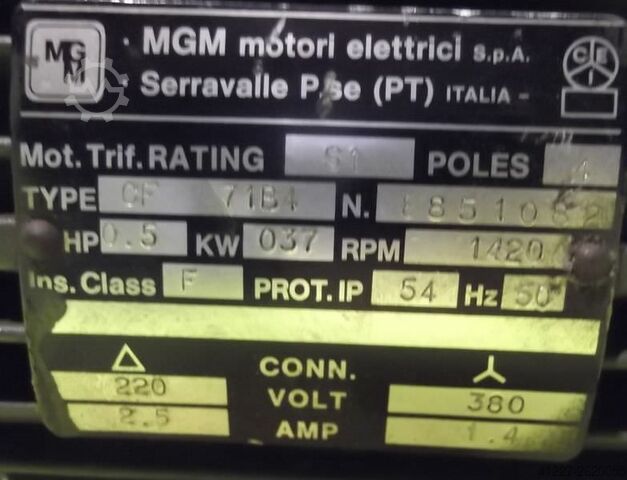 MGM
MGM motori elettrici S.p.A.
Serravalle P.se (PT) ITALIA -
CEI
Mot. Trif. RATING S1 POLES 4
TYPE CF 71B4 N.
HP 0.5 KW 037 RPM 1420
Ins. Class F PROT. IP 54 Hz 50
CONN.
220 VOLT 380
2.5 AMP 1.4